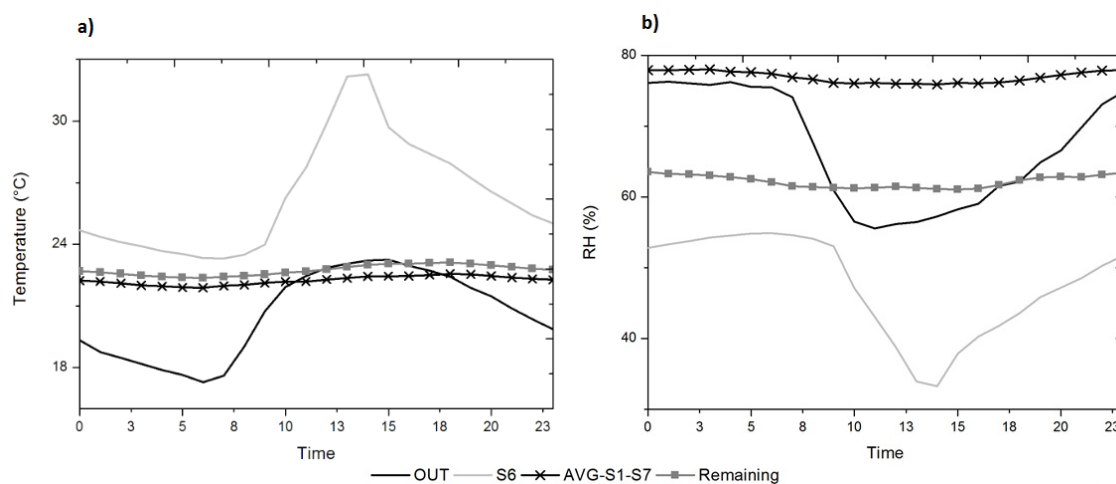 a)
Temperature (°C)
30
24
18
0 3 5 8 10 13 15 18 20 23
Time
b)
RH (%)
80
60
40
0 3 5 8 10 13 15 18 20 23
Time
OUT S6 AVG-S1-S7 Remaining